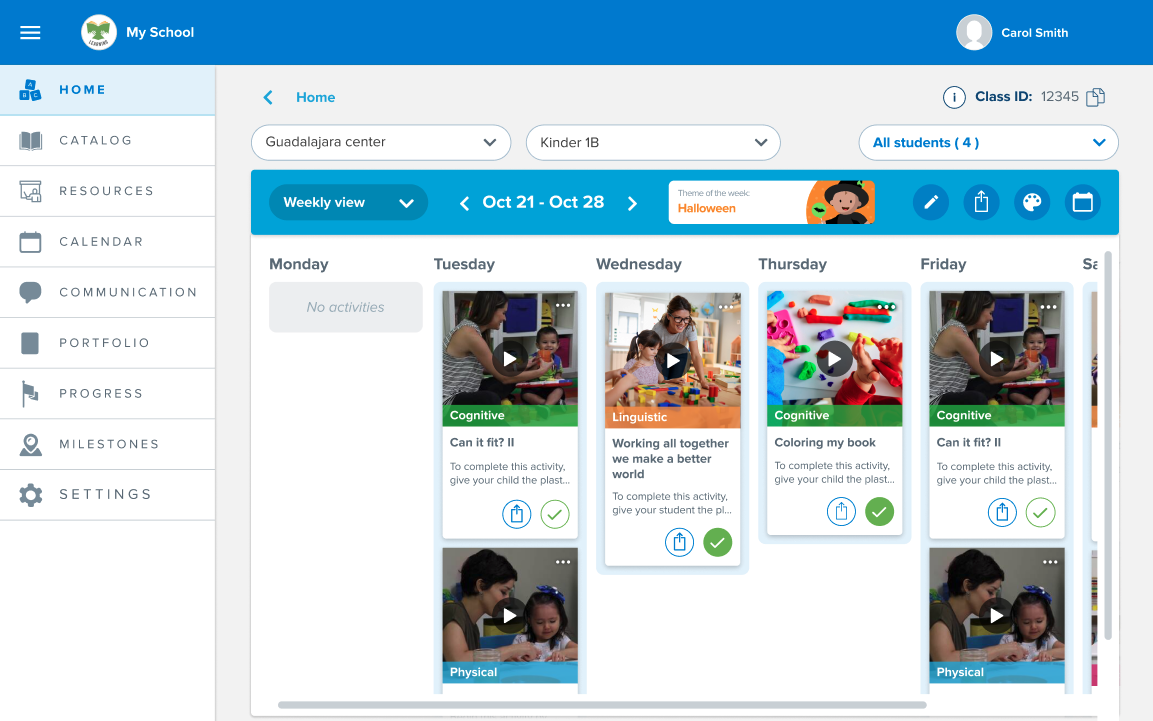 My School
LEARNING
Carol Smith
HOME
CATALOG
RESOURCES
CALENDAR
COMMUNICATION
PORTFOLIO
PROGRESS
MILESTONES
SETTINGS
Home
Class ID: 12345
Guadalajara center
Kinder 1B
All students ( 4 )
Weekly view
Oct 21 - Oct 28
Theme of the week:
Halloween
Monday
Tuesday
Wednesday
Thursday
Friday
Sa
No activities
Cognitive
Can it fit? II
To complete this activity,
give your child the plast...
Physical
Linguistic
Working all together
we make a better
world
To complete this activity,
give your student the pl...
Cognitive
Coloring my book
To complete this activity,
give your child the plast...
Cognitive
Can it fit? II
To complete this activity,
give your child the plast...
Physical